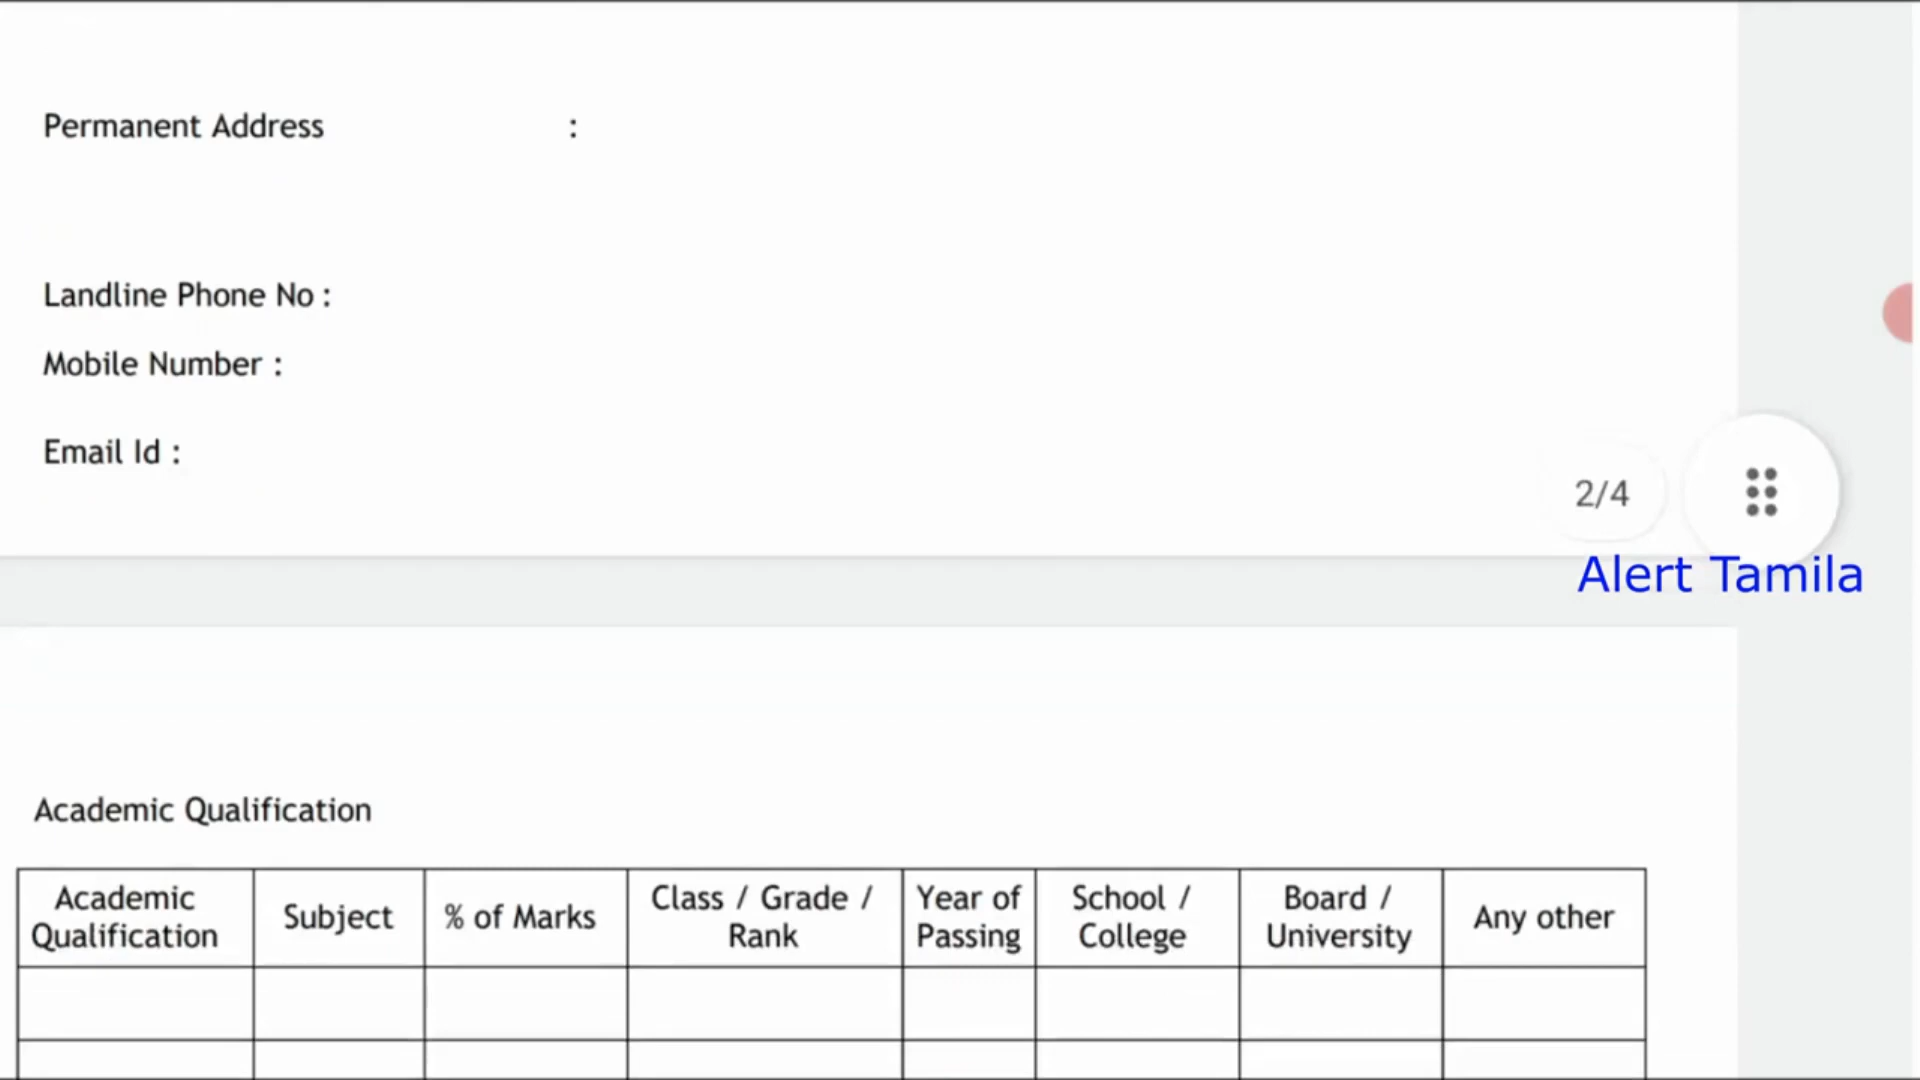 Permanent Address :
Landline Phone No :
Mobile Number :
Email Id :
2/4
Alert Tamila
Academic Qualification
Academic Qualification Subject % of Marks Class / Grade / Rank Year of Passing School / College Board / University Any other